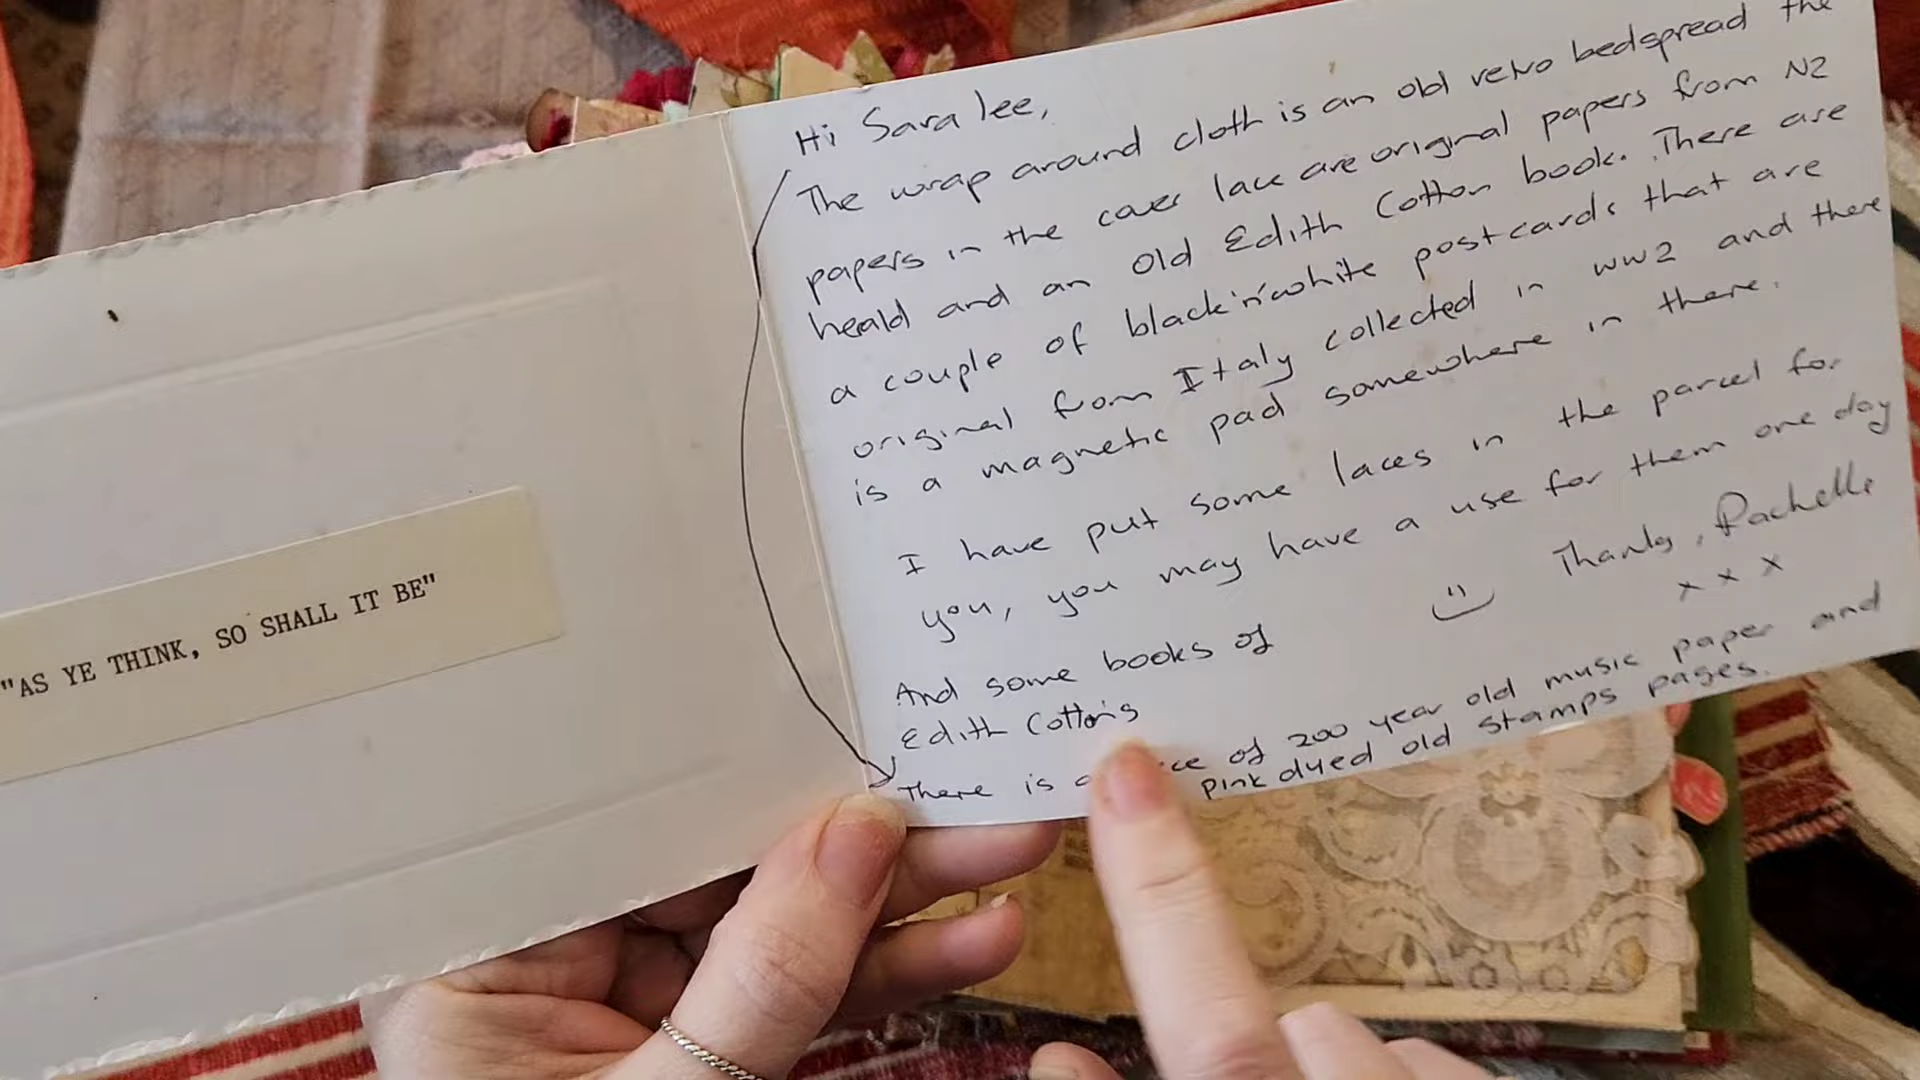 "AS YE THINK, SO SHALL IT BE"
Hi Sara lee,
The wrap around cloth is an old retro bedspread the
papers in the cover lace are original papers from NZ
herald and an old Edith Cotton book. There are
a couple of black'n'white postcards that are
original from Italy collected in WW2 and there
is a magnetic pad somewhere in there.
I have put some laces in the parcel for
you, you may have a use for them one day
Thanks, Rachelle
x x x
And some books of
Edith Cotton's
There is of 200 year old music paper and
pink dyed old stamps pages.